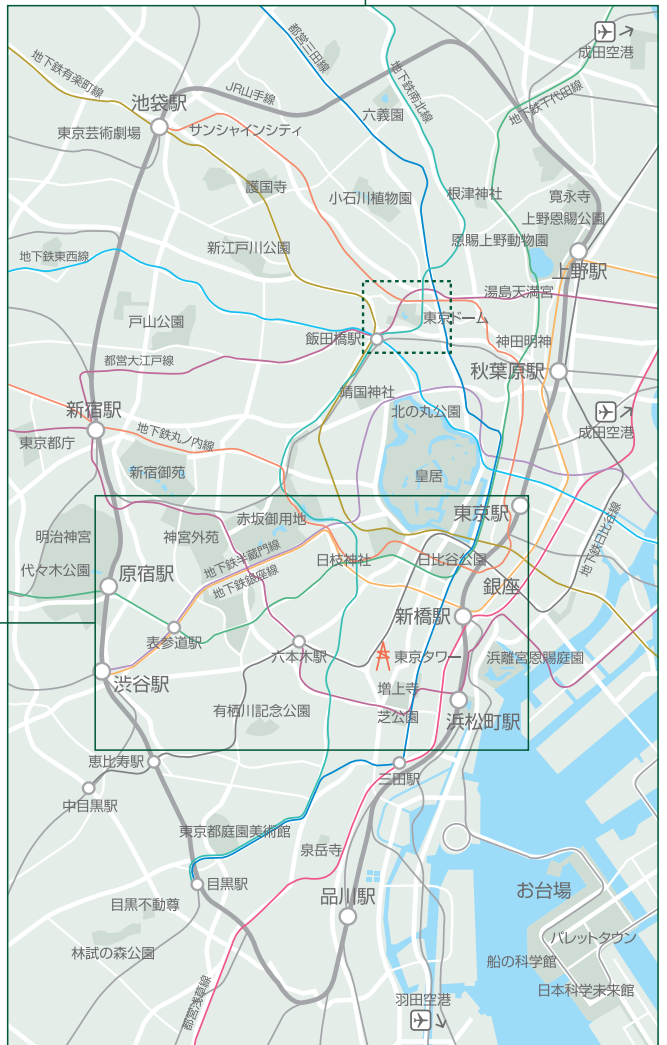 成田空港
都営三田線
地下鉄有楽町線
地下鉄南北線
JR山手線
地下鉄千代田線
池袋駅
六義園
東京芸術劇場
サンシャインシティ
護国寺
小石川植物園
根津神社
寛永寺
上野恩賜公園
恩賜上野動物園
新江戸川公園
地下鉄東西線
上野駅
湯島天満宮
戸山公園
東京ドーム
飯田橋駅
神田明神
都営大江戸線
秋葉原駅
靖国神社
新宿駅
北の丸公園
成田空港
東京都庁
地下鉄丸ノ内線
新宿御苑
皇居
東京駅
赤坂御用地
明治神宮
神宮外苑
地下鉄日比谷線
地下鉄半蔵門線
日枝神社
日比谷公園
代々木公園
原宿駅
地下鉄銀座線
銀座
新橋駅
表参道駅
六本木駅
東京タワー
浜離宮恩賜庭園
渋谷駅
増上寺
有栖川記念公園
芝公園
浜松町駅
恵比寿駅
三田駅
中目黒駅
東京都庭園美術館
泉岳寺
目黒駅
品川駅
お台場
目黒不動尊
パレットタウン
林試の森公園
船の科学館
日本科学未来館
都営浅草線
羽田空港